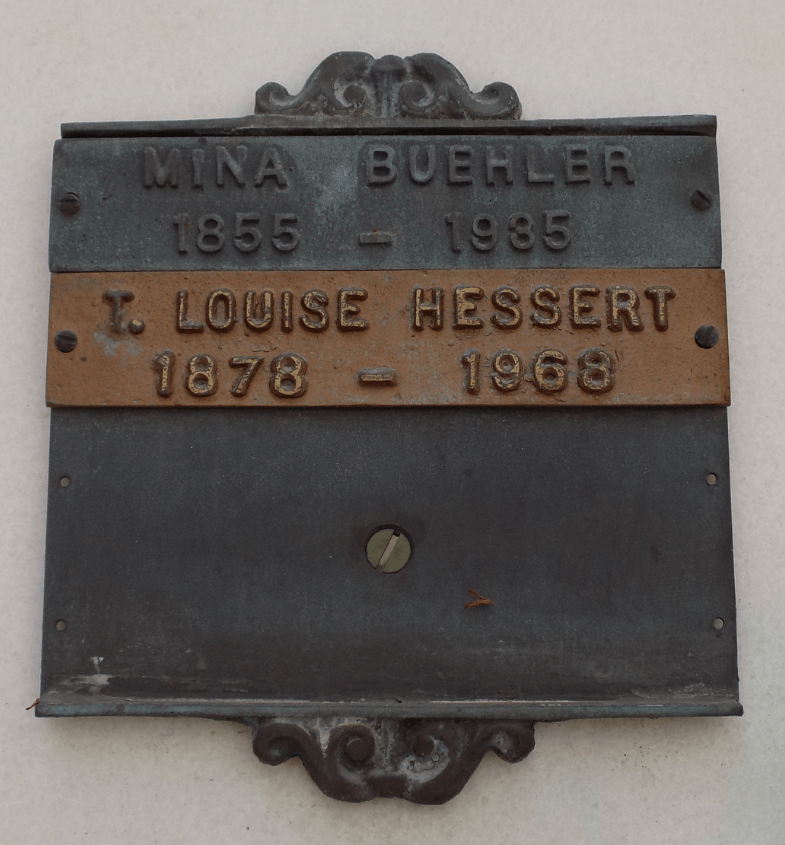 MINA BUEHLER
1855 - 1935
T. LOUISE HESSERT
1878 - 1968